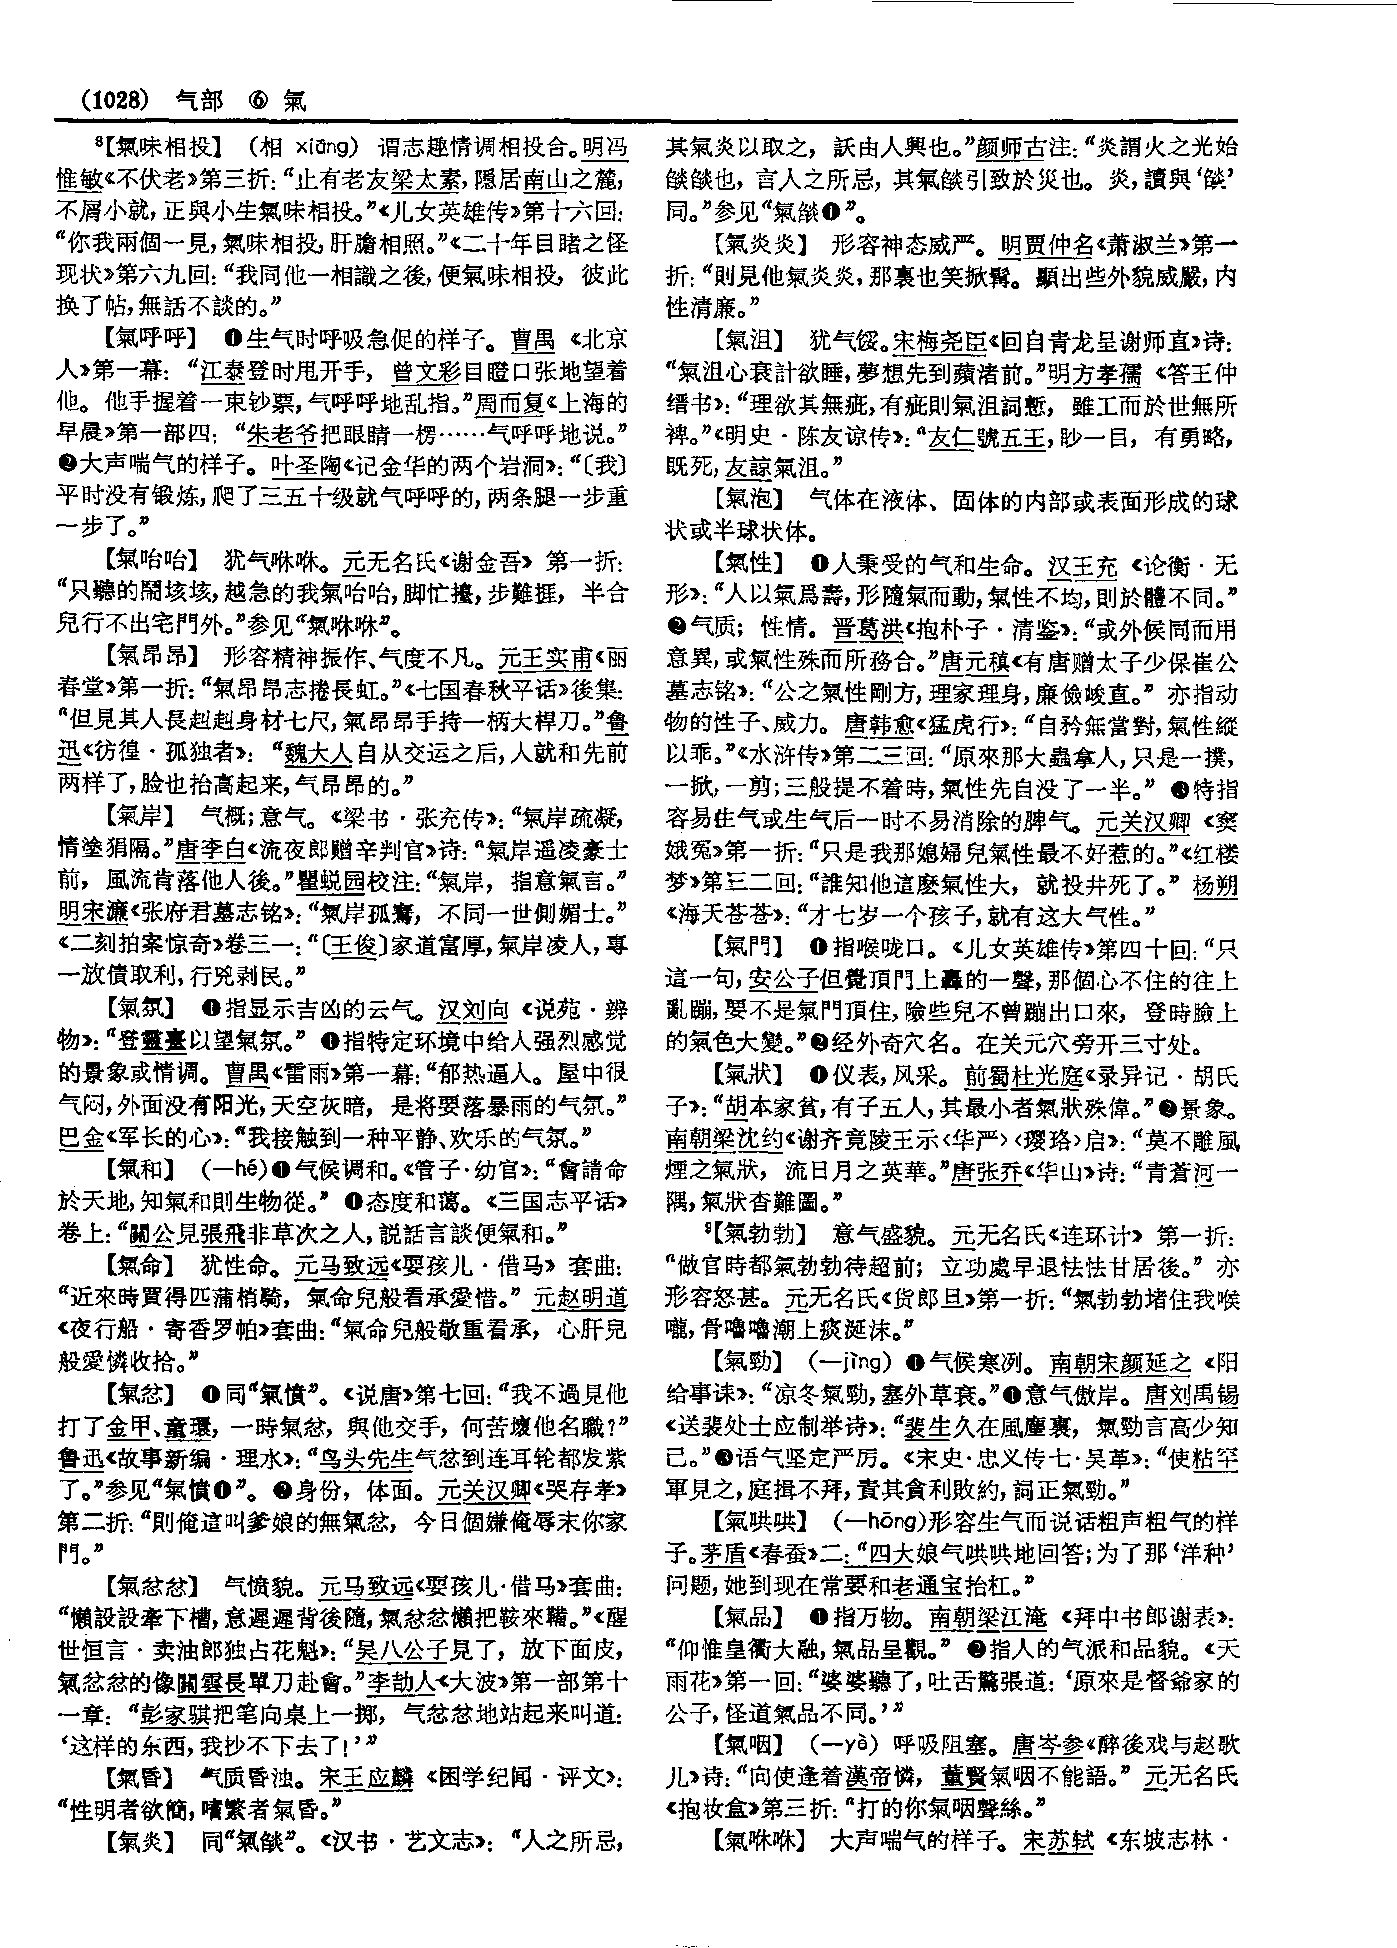 (1028) 气部 ⑥ 氣
⁸【氣味相投】 (相 xiāng) 谓志趣情调相投合。明冯
惟敏《不伏老》第三折:“止有老友梁太素,隱居南山之麓,
不屑小就,正與小生氣味相投。”《儿女英雄传》第十六回:
“你我兩個一見,氣味相投,肝膽相照。”《二十年目睹之怪
现状》第六九回:“我同他一相識之後,便氣味相投, 彼此
换了帖,無話不談的。”
【氣呼呼】 ❶生气时呼吸急促的样子。曹禺《北京
人》第一幕: “江泰登时甩开手, 曾文彩目瞪口张地望着
他。他手握着一束钞票,气呼呼地乱指。”周而复《上海的
早晨》第一部四: “朱老爷把眼睛一楞……气呼呼地说。”
❷大声喘气的样子。叶圣陶《记金华的两个岩洞》:“〔我〕
平时没有锻炼,爬了三五十级就气呼呼的,两条腿一步重
一步了。”
【氣咍咍】 犹气咻咻。元无名氏《谢金吾》 第一折:
“只聽的鬧垓垓,越急的我氣咍咍,脚忙擡,步難捱, 半合
兒行不出宅門外。”参见“氣咻咻”。
【氣昂昂】 形容精神振作、气度不凡。元王实甫《丽
春堂》第一折:“氣昂昂志捲長虹。”《七国春秋平话》後集:
“但見其人長赳赳身材七尺,氣昂昂手持一柄大桿刀。”鲁
迅《彷徨·孤独者》: “魏大人自从交运之后,人就和先前
两样了,脸也抬高起来,气昂昂的。”
【氣岸】 气概;意气。《梁书·张充传》:“氣岸疏凝,
情塗狷隔。”唐李白《流夜郎赠辛判官》诗:“氣岸遥凌豪士
前, 風流肯落他人後。”瞿蜕园校注:“氣岸, 指意氣言。”
明宋濂《张府君墓志铭》:“氣岸孤騫, 不同一世側媚士。”
《二刻拍案惊奇》卷三一:“〔王俊〕家道富厚,氣岸凌人,專
一放債取利,行兇剥民。”
【氣氛】 ❶指显示吉凶的云气。汉刘向《说苑·辨
物》:“登靈臺以望氣氛。” ❶指特定环境中给人强烈感觉
的景象或情调。曹禺《雷雨》第一幕:“郁热逼人。屋中很
气闷,外面没有阳光,天空灰暗, 是将要落暴雨的气氛。”
巴金《军长的心》:“我接触到一种平静、欢乐的气氛。”
【氣和】 (—hé)❶气候调和。《管子·幼官》:“會請命
於天地,知氣和則生物從。” ❶态度和蔼。《三国志平话》
卷上:“關公見張飛非草次之人,説話言談便氣和。”
【氣命】 犹性命。元马致远《耍孩儿·借马》 套曲:
“近來時買得匹蒲梢騎, 氣命兒般看承愛惜。” 元赵明道
《夜行船·寄香罗帕》套曲:“氣命兒般敬重看承, 心肝兒
般愛憐收拾。”
【氣忿】 ❶同“氣憤”。《说唐》第七回:“我不過見他
打了金甲、童環, 一時氣忿, 與他交手, 何苦壞他名職?”
鲁迅《故事新编·理水》:“鸟头先生气忿到连耳轮都发紫
了。”参见“氣憤❶”。 ❷身份, 体面。元关汉卿《哭存孝》
第二折:“則俺這叫爹娘的無氣忿, 今日個嫌俺辱末你家
門。”
【氣忿忿】 气愤貌。元马致远《耍孩儿·借马》套曲:
“懶設設牽下槽,意遲遲背後隨,氣忿忿懶把鞍來鞴。”《醒
世恒言·卖油郎独占花魁》:“吴八公子見了, 放下面皮,
氣忿忿的像關雲長單刀赴會。”李劼人《大波》第一部第十
一章: “彭家骐把笔向桌上一掷, 气忿忿地站起来叫道:
‘这样的东西,我抄不下去了!’”
【氣昏】 气质昏浊。宋王应麟《困学纪闻·评文》:
“性明者欲簡,嗜繁者氣昏。”
【氣炎】 同“氣燄”。《汉书·艺文志》: “人之所忌,
其氣炎以取之, 訞由人興也。”颜师古注:“炎謂火之光始
燄燄也, 言人之所忌, 其氣燄引致於災也。 炎,讀與‘燄’
同。”参见“氣燄❶”。
【氣炎炎】 形容神态威严。明贾仲名《萧淑兰》第一
折:“則見他氣炎炎,那裏也笑掀髯。顯出些外貌威嚴,内
性清廉。”
【氣沮】 犹气馁。宋梅尧臣《回自青龙呈谢师直》诗:
“氣沮心衰計欲睡,夢想先到蘋渚前。”明方孝孺《答王仲
缙书》:“理欲其無疵,有疵則氣沮詞慙, 雖工而於世無所
裨。”《明史·陈友谅传》:“友仁號五王,眇一目, 有勇略,
既死,友諒氣沮。”
【氣泡】 气体在液体、固体的内部或表面形成的球
状或半球状体。
【氣性】 ❶人秉受的气和生命。汉王充《论衡·无
形》:“人以氣爲壽,形隨氣而動,氣性不均,則於體不同。”
❷气质; 性情。晋葛洪《抱朴子·清鉴》:“或外候同而用
意異,或氣性殊而所務合。”唐元稹《有唐赠太子少保崔公
墓志铭》:“公之氣性剛方,理家理身,廉儉峻直。” 亦指动
物的性子、威力。唐韩愈《猛虎行》:“自矜無當對,氣性縱
以乖。”《水浒传》第二三回:“原來那大蟲拿人,只是一撲,
一掀,一剪;三般提不着時,氣性先自没了一半。” ❸特指
容易生气或生气后一时不易消除的脾气。元关汉卿《窦
娥冤》第一折:“只是我那媳婦兒氣性最不好惹的。”《红楼
梦》第三二回:“誰知他這麽氣性大, 就投井死了。” 杨朔
《海天苍苍》:“才七岁一个孩子,就有这大气性。”
【氣門】 ❶指喉咙口。《儿女英雄传》第四十回:“只
這一句,安公子但覺頂門上轟的一聲,那個心不住的往上
亂蹦,要不是氣門頂住,險些兒不曾蹦出口來, 登時臉上
的氣色大變。”❷经外奇穴名。在关元穴旁开三寸处。
【氣狀】 ❶仪表,风采。前蜀杜光庭《录异记·胡氏
子》:“胡本家貧,有子五人,其最小者氣狀殊偉。”❷景象。
南朝梁沈约《谢齐竟陵王示〈华严〉〈璎珞〉启》:“莫不雕風
煙之氣狀, 流日月之英華。”唐张乔《华山》诗:“青蒼河一
隅,氣狀杳難圖。”
⁹【氣勃勃】 意气盛貌。元无名氏《连环计》 第一折:
“做官時都氣勃勃待超前; 立功處早退怯怯甘居後。” 亦
形容怒甚。元无名氏《货郎旦》第一折:“氣勃勃堵住我喉
嚨,骨嚕嚕潮上痰涎沫。”
【氣勁】 (—jìng) ❶气候寒冽。南朝宋颜延之《阳
给事诔》:“凉冬氣勁,塞外草衰。”❶意气傲岸。唐刘禹锡
《送裴处士应制举诗》:“裴生久在風塵裏, 氣勁言高少知
己。”❸语气坚定严厉。《宋史·忠义传七·吴革》:“使粘罕
軍見之,庭揖不拜,責其貪利敗約,詞正氣勁。”
【氣哄哄】 (—hōng)形容生气而说话粗声粗气的样
子。茅盾《春蚕》二:“四大娘气哄哄地回答;为了那‘洋种’
问题,她到现在常要和老通宝抬杠。”
【氣品】 ❶指万物。南朝梁江淹《拜中书郎谢表》:
“仰惟皇衢大融,氣品呈觀。” ❷指人的气派和品貌。《天
雨花》第一回:“婆婆聽了,吐舌驚張道: ‘原來是督爺家的
公子,怪道氣品不同。’”
【氣咽】 (—yè) 呼吸阻塞。唐岑参《醉後戏与赵歌
儿》诗:“向使逢着漢帝憐, 董賢氣咽不能語。” 元无名氏
《抱妆盒》第三折:“打的你氣咽聲絲。”
【氣咻咻】 大声喘气的样子。宋苏轼《东坡志林·